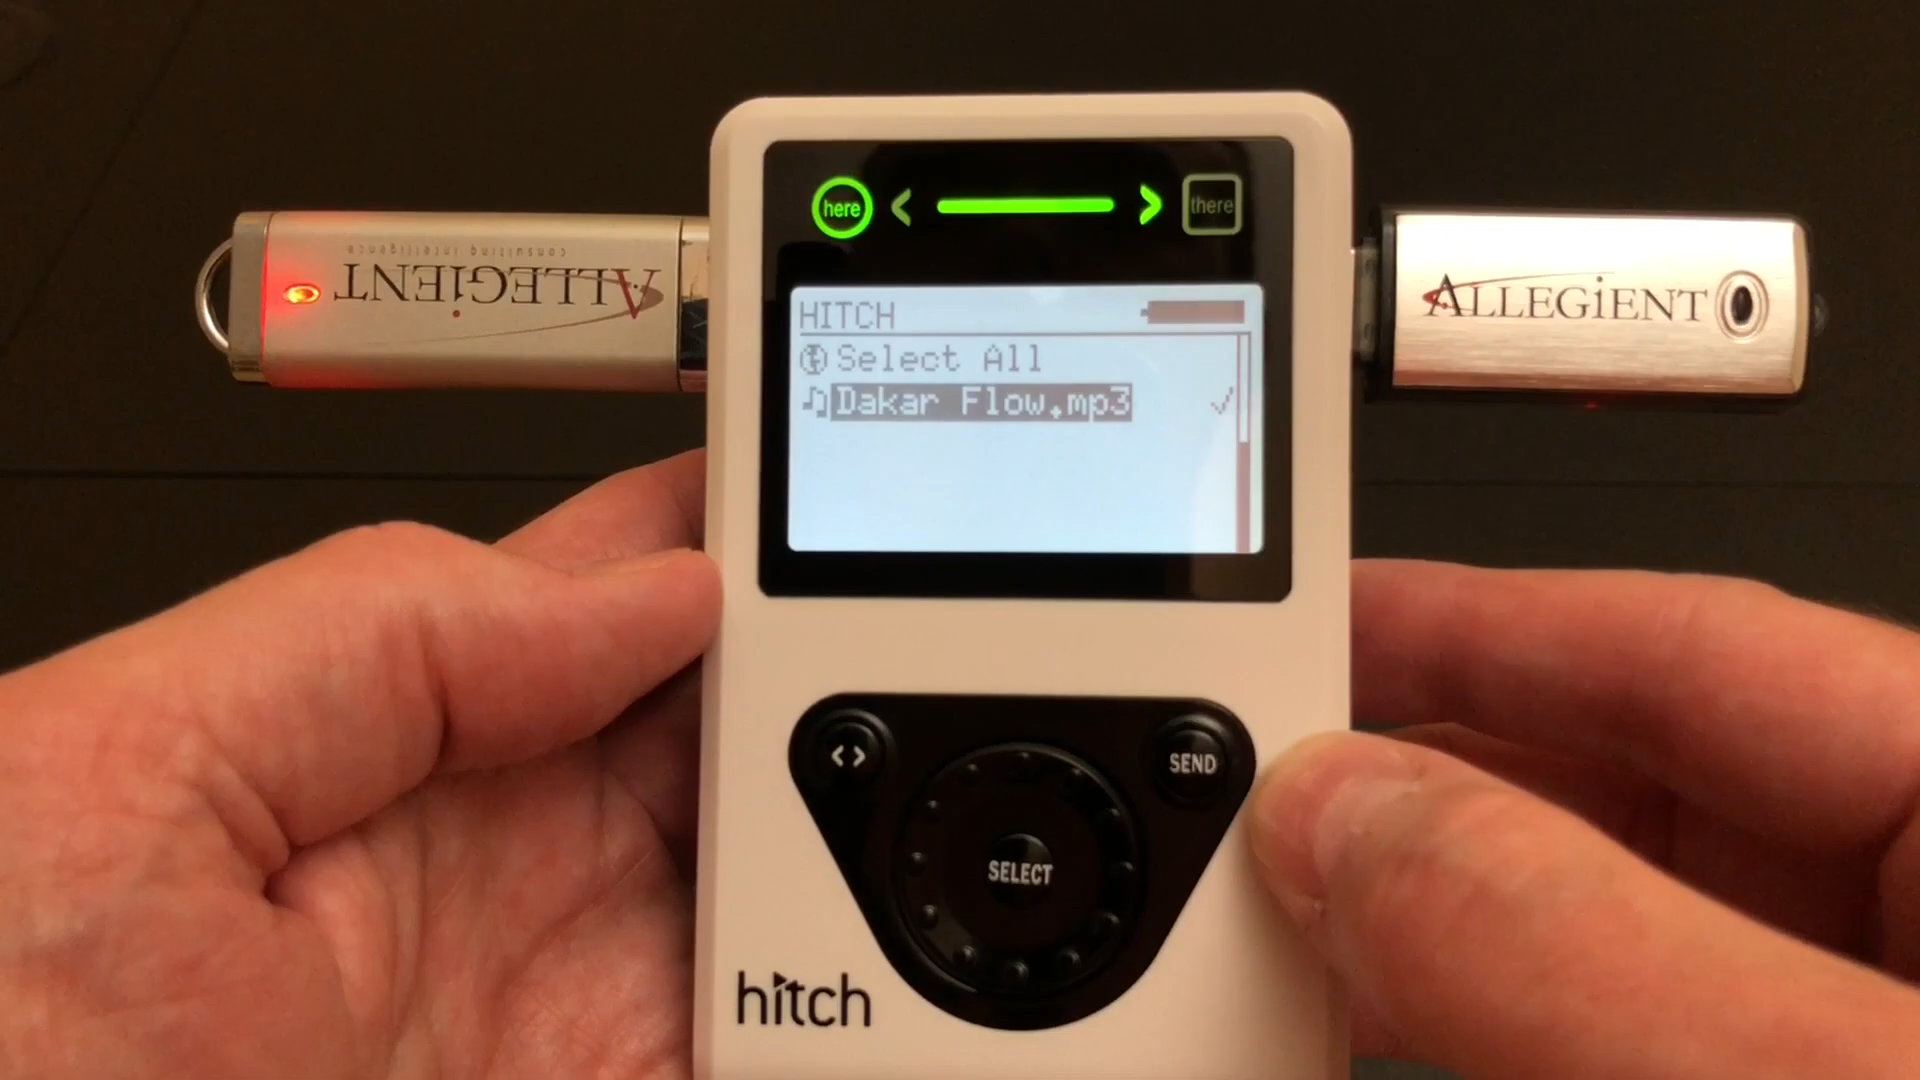 here < > there
ALLEGiENT
consulting intelligence
ALLEGiENT
HITCH
Select All
Dakar Flow.mp3 ✓
< >
SEND
SELECT
hitch